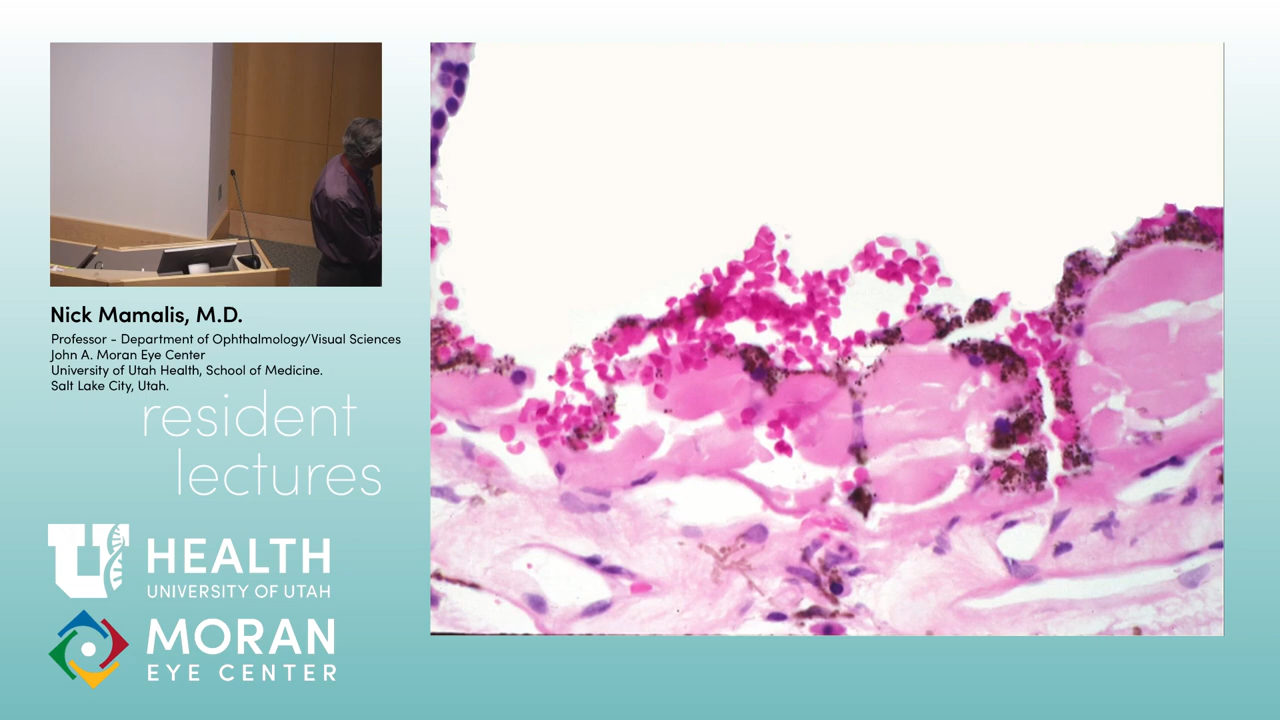 Nick Mamalis, M.D.
Professor - Department of Ophthalmology/Visual Sciences
John A. Moran Eye Center
University of Utah Health, School of Medicine.
Salt Lake City, Utah.
resident
lectures
U HEALTH
UNIVERSITY OF UTAH
MORAN
EYE CENTER